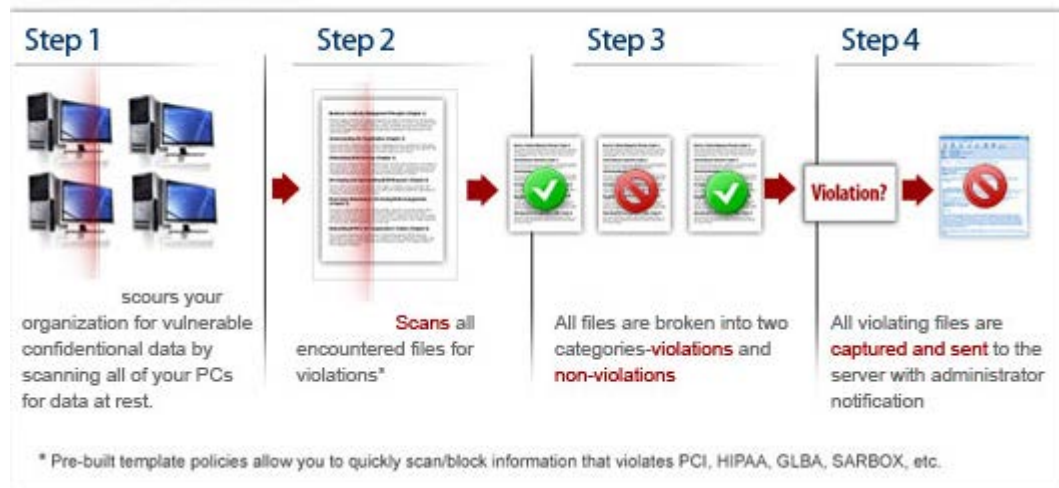 Step 1
Step 2
Step 3
Step 4
Violation?
scours your
organization for vulnerable
confidentional data by
scanning all of your PCs
for data at rest.
Scans all
encountered files for
violations*
All files are broken into two
categories-violations and
non-violations
All violating files are
captured and sent to the
server with administrator
notification
* Pre-built template policies allow you to quickly scan/block information that violates PCI, HIPAA, GLBA, SARBOX, etc.